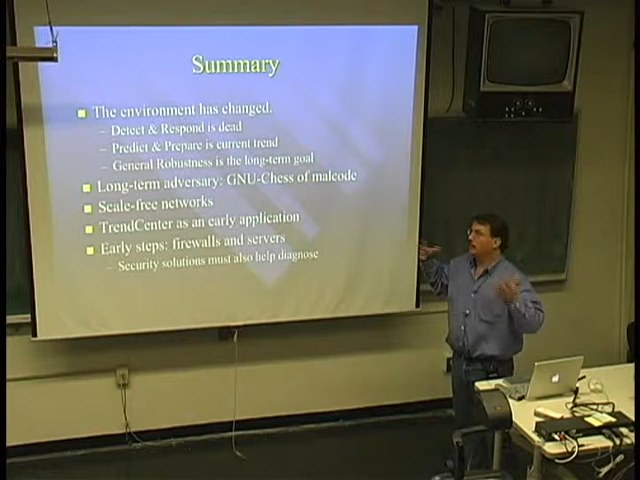 Summary
The environment has changed.
– Detect & Respond is dead
– Predict & Prepare is current trend
– General Robustness is the long-term goal
Long-term adversary: GNU-Chess of malcode
Scale-free networks
TrendCenter as an early application
Early steps: firewalls and servers
– Security solutions must also help diagnose